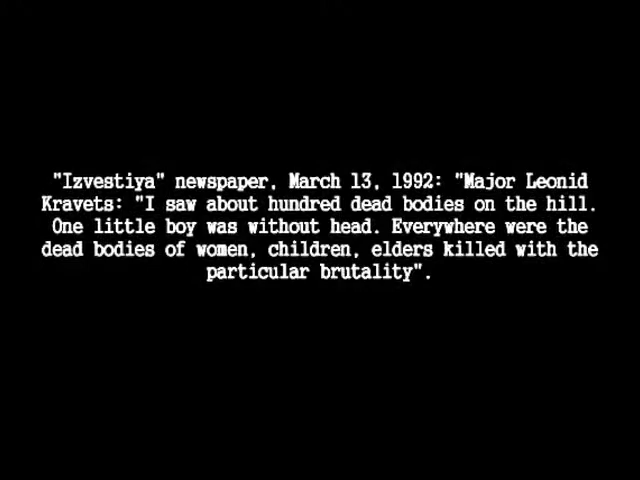 "Izvestiya" newspaper, March 13, 1992: "Major Leonid
Kravets: "I saw about hundred dead bodies on the hill.
One little boy was without head. Everywhere were the
dead bodies of women, children, elders killed with the
particular brutality".